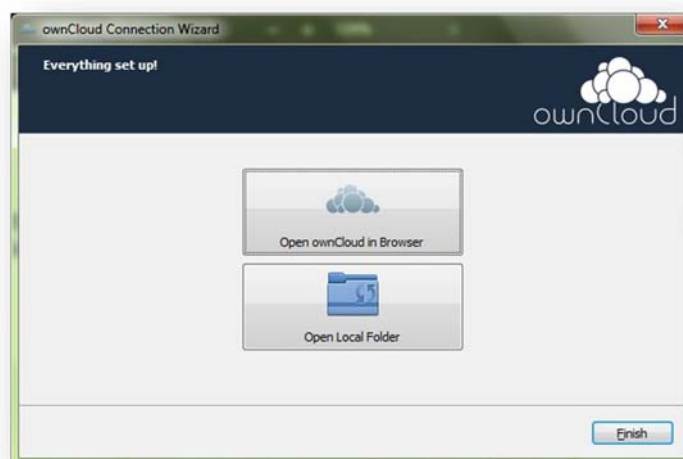 ownCloud Connection Wizard
Everything set up!
ownCloud
Open ownCloud in Browser
Open Local Folder
Finish